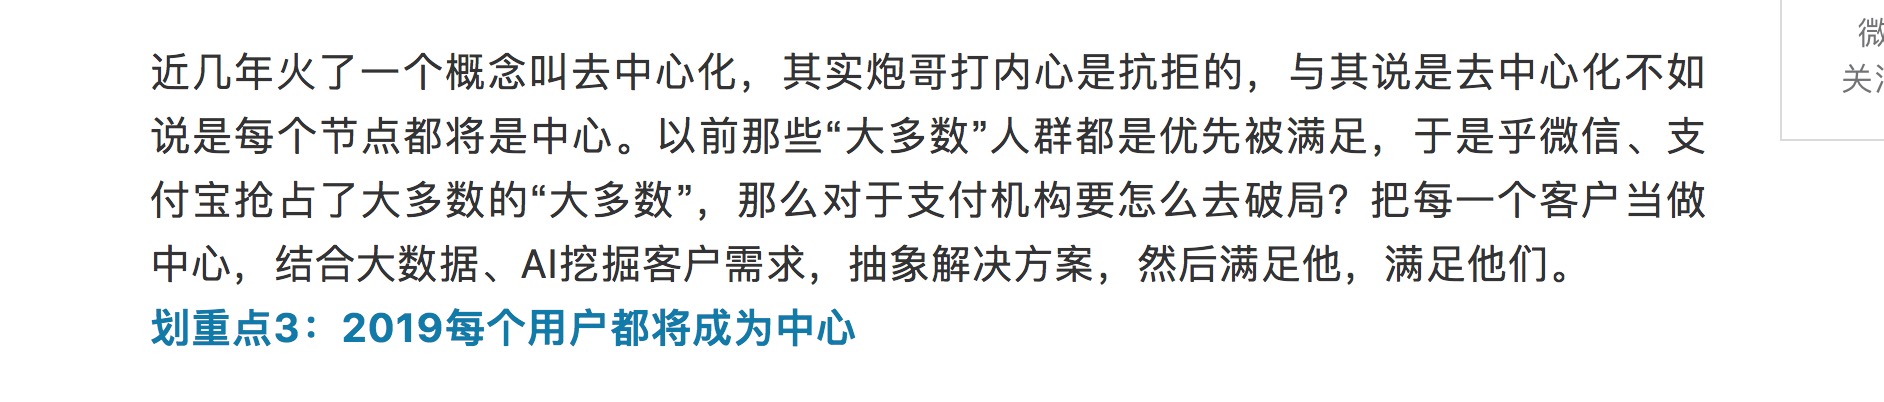 近几年火了一个概念叫去中心化，其实炮哥打内心是抗拒的，与其说是去中心化不如
说是每个节点都将是中心。以前那些“大多数”人群都是优先被满足，于是乎微信、支
付宝抢占了大多数的“大多数”，那么对于支付机构要怎么去破局？把每一个客户当做
中心，结合大数据、AI挖掘客户需求，抽象解决方案，然后满足他，满足他们。
划重点3：2019每个用户都将成为中心
微
关